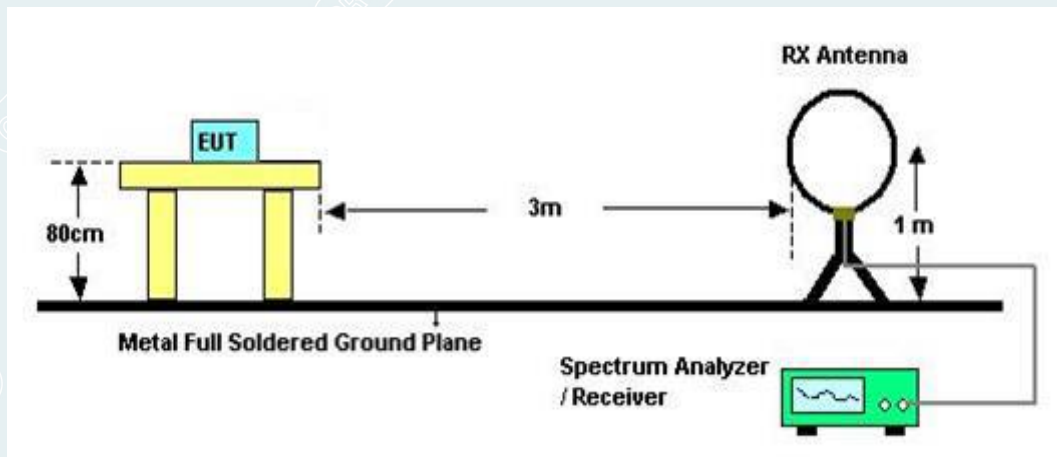 RX Antenna
EUT
3m
80cm
1 m
Metal Full Soldered Ground Plane
Spectrum Analyzer
/ Receiver